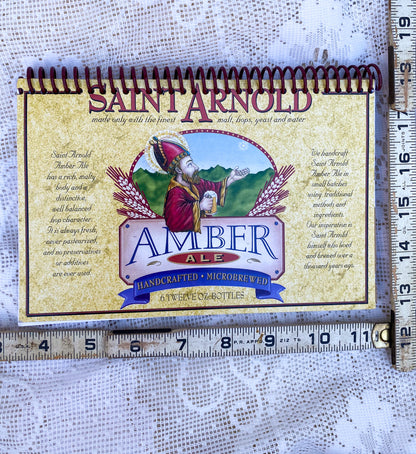 SAINT ARNOLD
made only with the finest malt, hops, yeast and water
Saint Arnold
Amber Ale
has a rich, malty
body and a
distinctive,
well balanced
hop character.
It is always fresh,
never pasteurized
and no preservatives
or additives
are ever used.
We handcraft
Saint Arnold
Amber Ale in
small batches
using traditional
methods and
ingredients.
Our inspiration is
Saint Arnold
himself who lived
and brewed over a
thousand years ago.
AMBER
ALE
HANDCRAFTED • MICROBREWED
6 TWELVE OZ. BOTTLES
4 5 6 7 8 9 10 11 12 13
19
18
17
16
15
14